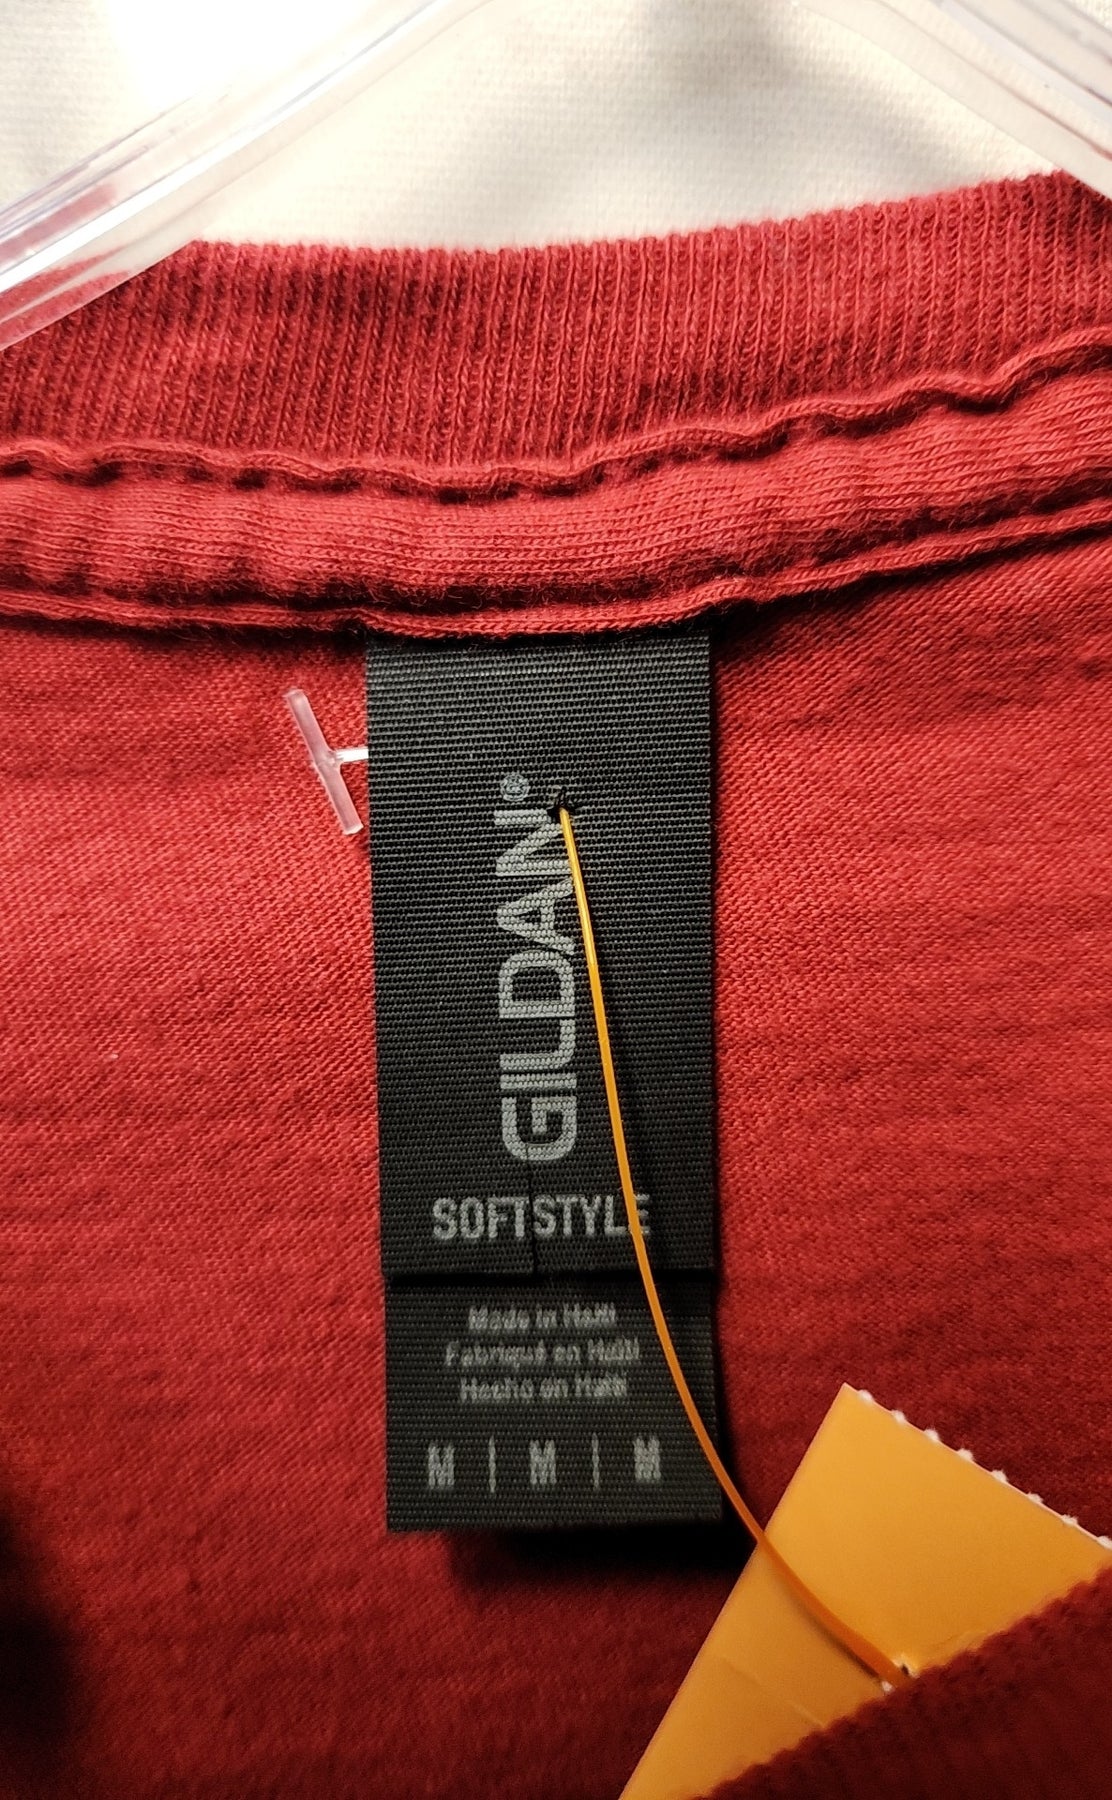 GILDAN®
SOFTSTYLE
Made in Haiti
Fabriqué en Haïti
Hecho en Haití
M | M | M